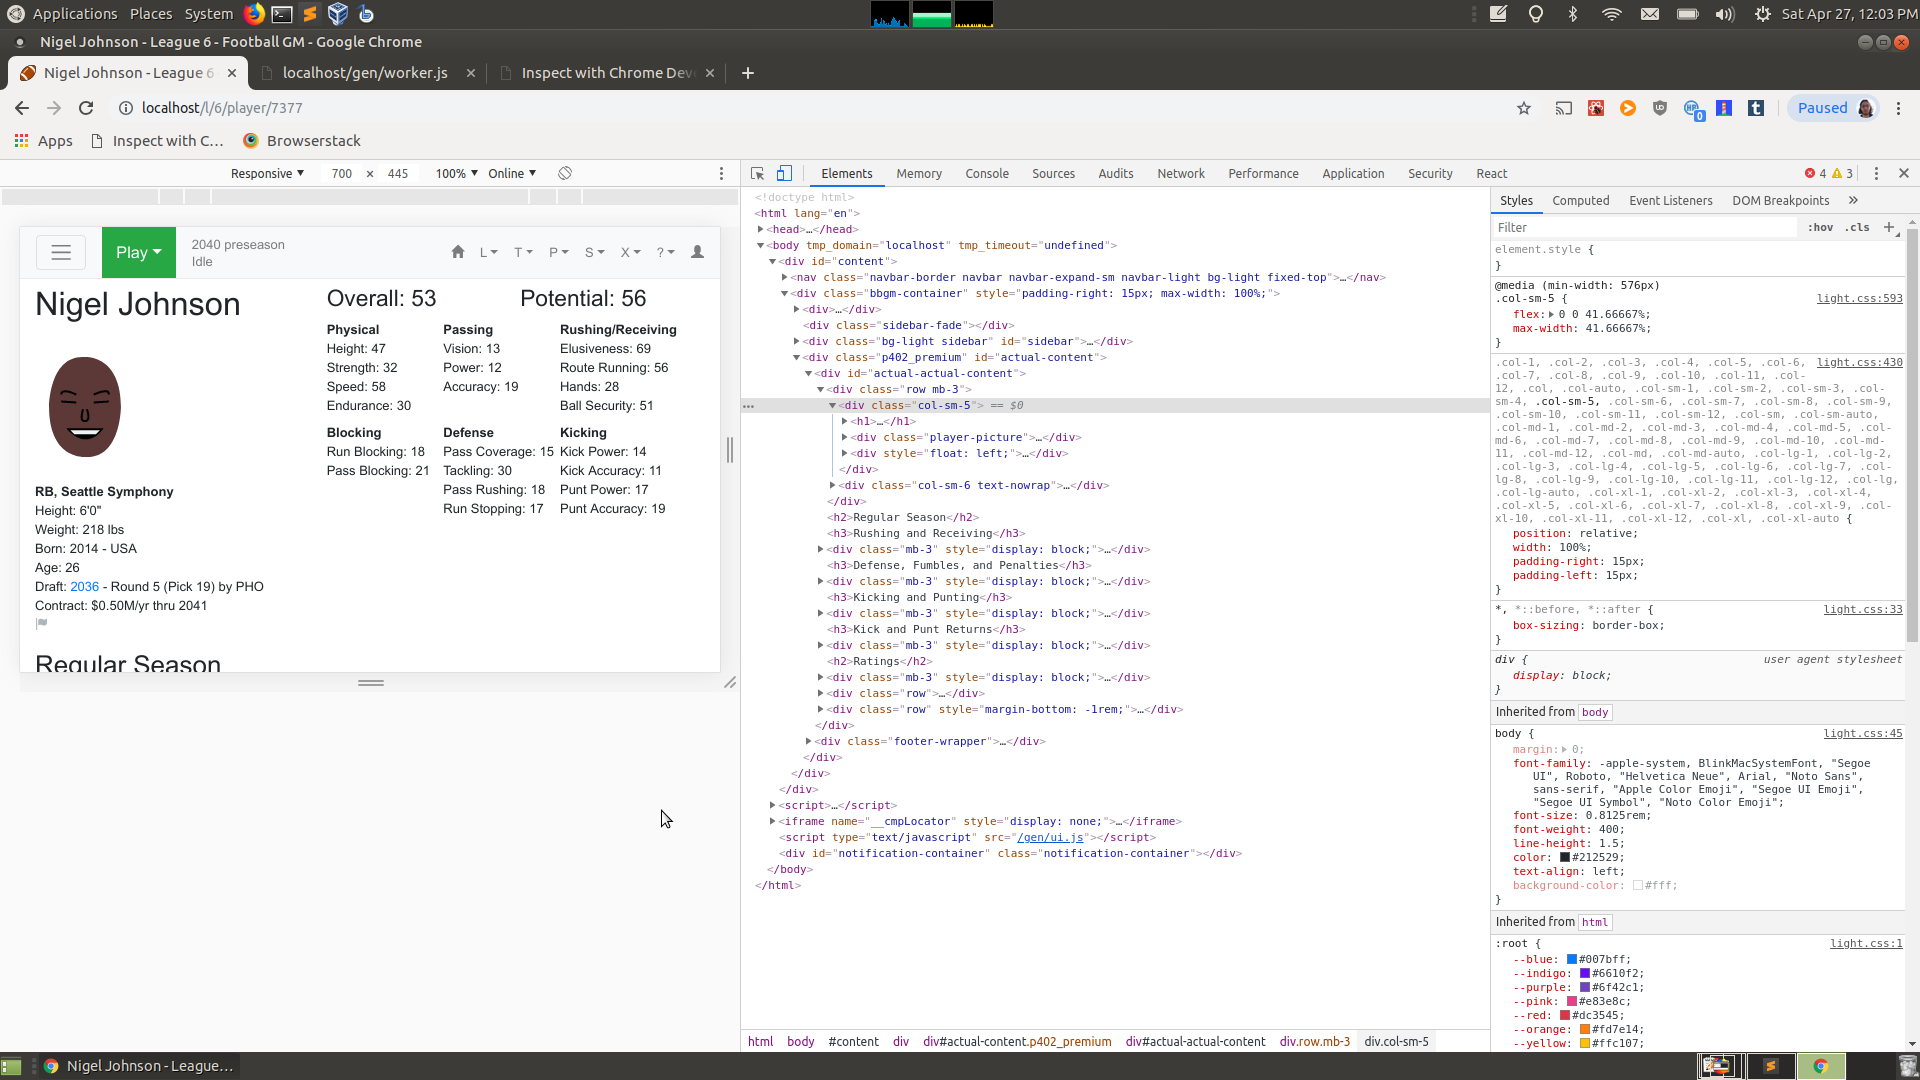 Applications Places System
Sat Apr 27, 12:03 PM
Nigel Johnson - League 6 - Football GM - Google Chrome
Nigel Johnson - League 6
localhost/gen/worker.js
Inspect with Chrome Dev
localhost/l/6/player/7377
0
Paused
Apps
Inspect with C…
Browserstack
Responsive 700 × 445 100% Online
Play
2040 preseason
Idle
L T P S X ?
Nigel Johnson
Overall: 53
Potential: 56
Physical
Height: 47
Strength: 32
Speed: 58
Endurance: 30
Passing
Vision: 13
Power: 12
Accuracy: 19
Rushing/Receiving
Elusiveness: 69
Route Running: 56
Hands: 28
Ball Security: 51
Blocking
Run Blocking: 18
Pass Blocking: 21
Defense
Pass Coverage: 15
Tackling: 30
Pass Rushing: 18
Run Stopping: 17
Kicking
Kick Power: 14
Kick Accuracy: 11
Punt Power: 17
Punt Accuracy: 19
RB, Seattle Symphony
Height: 6'0"
Weight: 218 lbs
Born: 2014 - USA
Age: 26
Draft: 2036 - Round 5 (Pick 19) by PHO
Contract: $0.50M/yr thru 2041
Regular Season
Elements Memory Console Sources Audits Network Performance Application Security React
4 3
<!doctype html>
<html lang="en">
<head>…</head>
<body tmp_domain="localhost" tmp_timeout="undefined">
<div id="content">
<nav class="navbar-border navbar navbar-expand-sm navbar-light bg-light fixed-top">…</nav>
<div class="bbgm-container" style="padding-right: 15px; max-width: 100%;">
<div>…</div>
<div class="sidebar-fade"></div>
<div class="bg-light sidebar" id="sidebar">…</div>
<div class="p402_premium" id="actual-content">
<div id="actual-actual-content">
<div class="row mb-3">
<div class="col-sm-5"> == $0
<h1>…</h1>
<div class="player-picture">…</div>
<div style="float: left;">…</div>
</div>
<div class="col-sm-6 text-nowrap">…</div>
</div>
<h2>Regular Season</h2>
<h3>Rushing and Receiving</h3>
<div class="mb-3" style="display: block;">…</div>
<h3>Defense, Fumbles, and Penalties</h3>
<div class="mb-3" style="display: block;">…</div>
<h3>Kicking and Punting</h3>
<div class="mb-3" style="display: block;">…</div>
<h3>Kick and Punt Returns</h3>
<div class="mb-3" style="display: block;">…</div>
<h2>Ratings</h2>
<div class="mb-3" style="display: block;">…</div>
<div class="row">…</div>
<div class="row" style="margin-bottom: -1rem;">…</div>
</div>
<div class="footer-wrapper">…</div>
</div>
</div>
</div>
<script>…</script>
<iframe name="__cmpLocator" style="display: none;">…</iframe>
<script type="text/javascript" src="/gen/ui.js"></script>
<div id="notification-container" class="notification-container"></div>
</body>
</html>
html body #content div div#actual-content.p402_premium div#actual-actual-content div.row.mb-3 div.col-sm-5
Styles Computed Event Listeners DOM Breakpoints »
Filter :hov .cls +
element.style {
}
@media (min-width: 576px)
.col-sm-5 { light.css:593
flex: 0 0 41.66667%;
max-width: 41.66667%;
}
.col-1, .col-2, .col-3, .col-4, .col-5, .col-6, light.css:430
.col-7, .col-8, .col-9, .col-10, .col-11, .col-
12, .col, .col-auto, .col-sm-1, .col-sm-2, .col-sm-3, .col-
sm-4, .col-sm-5, .col-sm-6, .col-sm-7, .col-sm-8, .col-sm-9,
.col-sm-10, .col-sm-11, .col-sm-12, .col-sm, .col-sm-auto,
.col-md-1, .col-md-2, .col-md-3, .col-md-4, .col-md-5, .col-
md-6, .col-md-7, .col-md-8, .col-md-9, .col-md-10, .col-md-
11, .col-md-12, .col-md, .col-md-auto, .col-lg-1, .col-lg-2,
.col-lg-3, .col-lg-4, .col-lg-5, .col-lg-6, .col-lg-7, .col-
lg-8, .col-lg-9, .col-lg-10, .col-lg-11, .col-lg-12, .col-lg,
.col-lg-auto, .col-xl-1, .col-xl-2, .col-xl-3, .col-xl-4,
.col-xl-5, .col-xl-6, .col-xl-7, .col-xl-8, .col-xl-9, .col-
xl-10, .col-xl-11, .col-xl-12, .col-xl, .col-xl-auto {
position: relative;
width: 100%;
padding-right: 15px;
padding-left: 15px;
}
*, *::before, *::after { light.css:33
box-sizing: border-box;
}
div { user agent stylesheet
display: block;
}
Inherited from body
body { light.css:45
margin: 0;
font-family: -apple-system, BlinkMacSystemFont, "Segoe
UI", Roboto, "Helvetica Neue", Arial, "Noto Sans",
sans-serif, "Apple Color Emoji", "Segoe UI Emoji",
"Segoe UI Symbol", "Noto Color Emoji";
font-size: 0.8125rem;
font-weight: 400;
line-height: 1.5;
color: #212529;
text-align: left;
background-color: #fff;
}
Inherited from html
:root { light.css:1
--blue: #007bff;
--indigo: #6610f2;
--purple: #6f42c1;
--pink: #e83e8c;
--red: #dc3545;
--orange: #fd7e14;
--yellow: #ffc107;
Nigel Johnson - League…